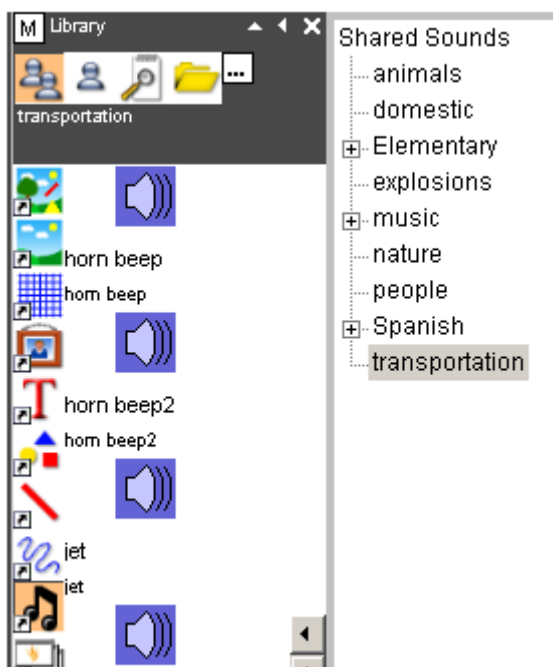 M Library
...
transportation
horn beep
horn beep
T horn beep2
horn beep2
jet
jet
Shared Sounds
animals
domestic
Elementary
explosions
music
nature
people
Spanish
transportation